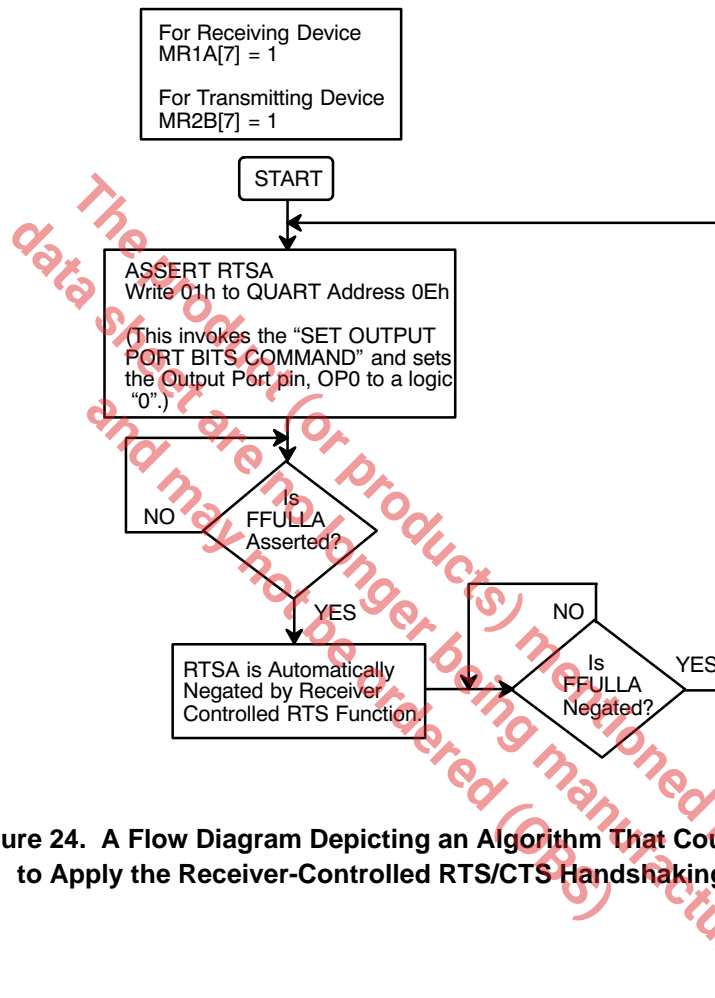 For Receiving Device
MR1A[7] = 1
For Transmitting Device
MR2B[7] = 1
START
ASSERT RTSA
Write 01h to QUART Address 0Eh
(This invokes the “SET OUTPUT
PORT BITS COMMAND” and sets
the Output Port pin, OP0 to a logic
“0”.)
Is
FFULLA
Asserted?
NO
YES
RTSA is Automatically
Negated by Receiver
Controlled RTS Function.
NO
Is
FFULLA
Negated?
YES
ure 24. A Flow Diagram Depicting an Algorithm That Cou
to Apply the Receiver-Controlled RTS/CTS Handshaking
The product (or products) mentioned
data sheet are no longer being manufactu
and may not be ordered (OBS)